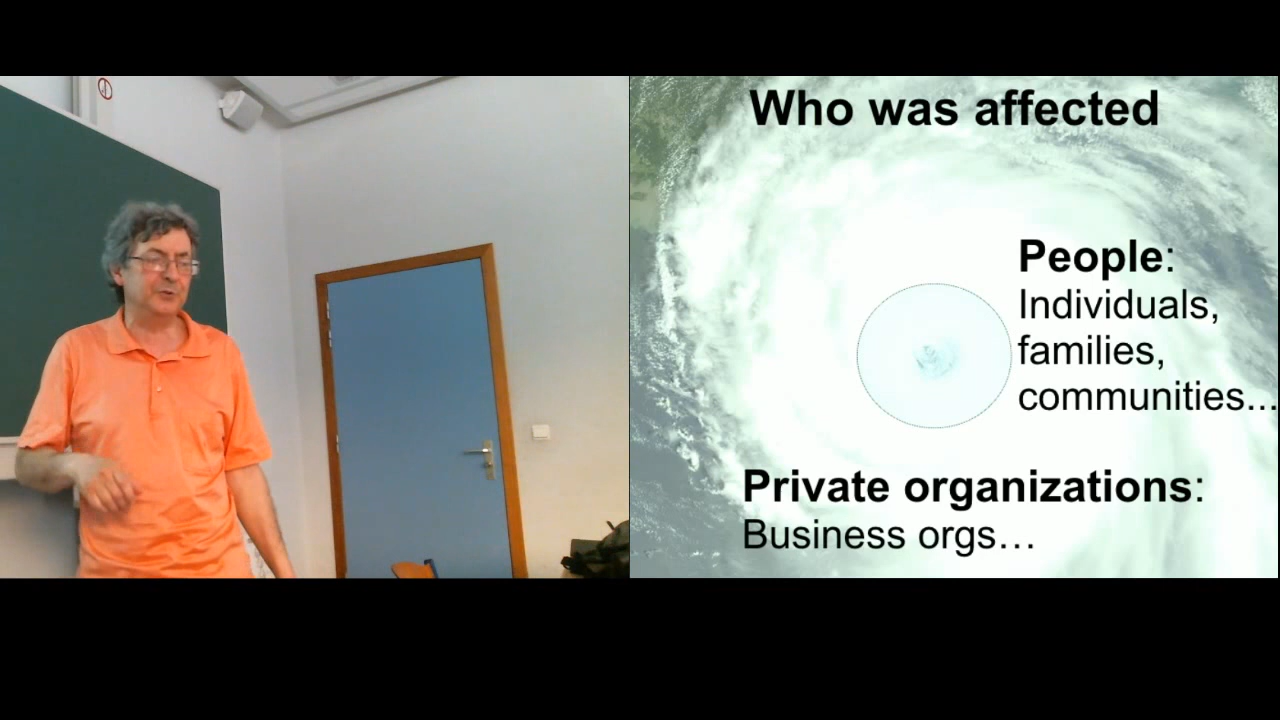 Who was affected
People:
Individuals,
families,
communities...
Private organizations:
Business orgs…